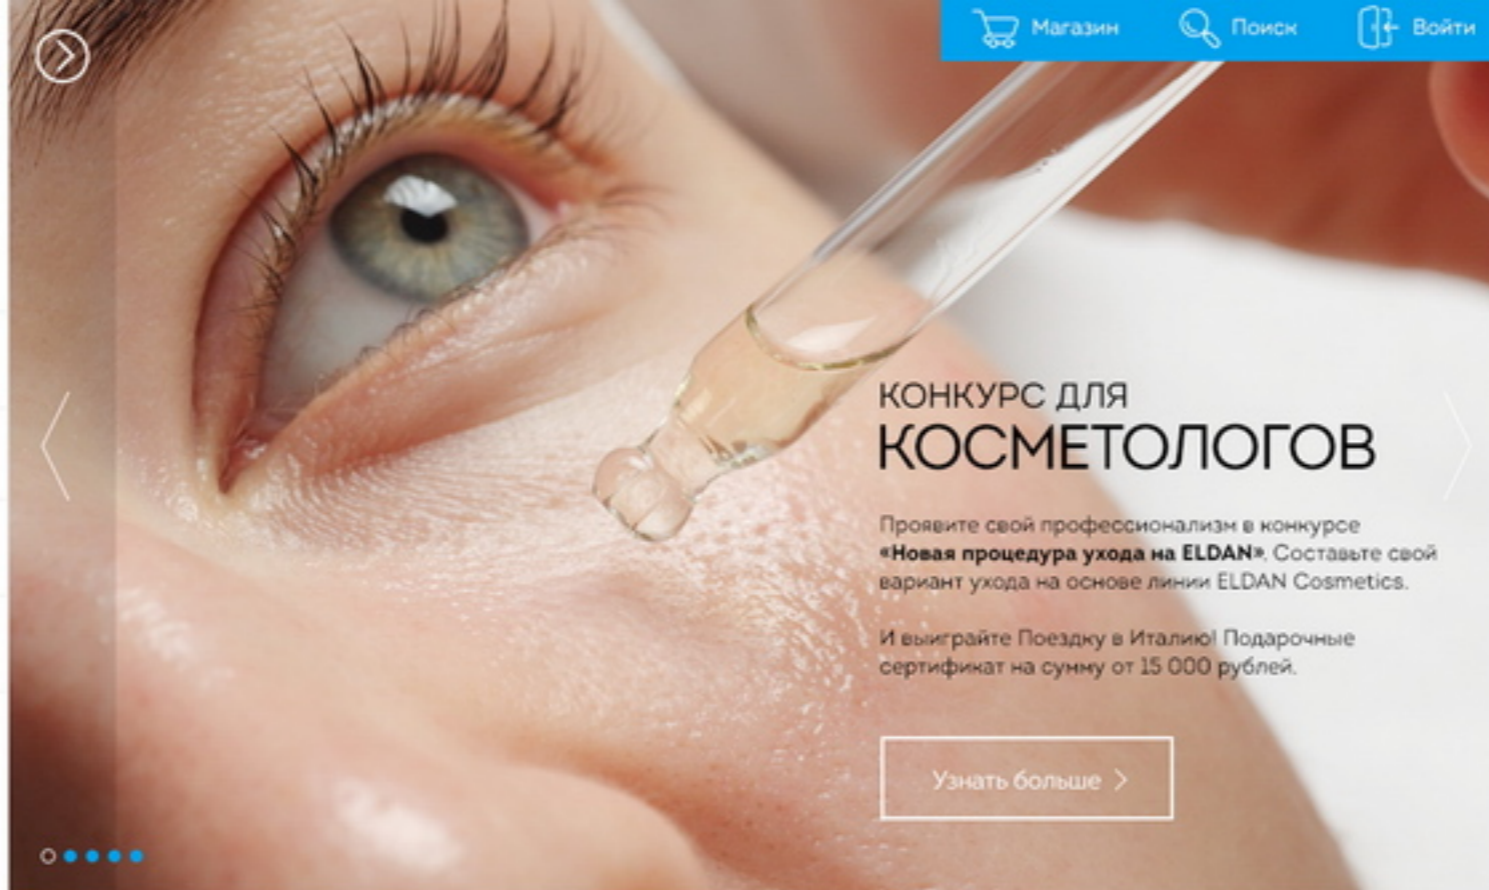 Магазин
Поиск
Войти
КОНКУРС ДЛЯ
КОСМЕТОЛОГОВ
Проявите свой профессионализм в конкурсе
«Новая процедура ухода на ELDAN». Составьте свой
вариант ухода на основе линии ELDAN Cosmetics.
И выиграйте Поездку в Италию! Подарочные
сертификат на сумму от 15 000 рублей.
Узнать больше